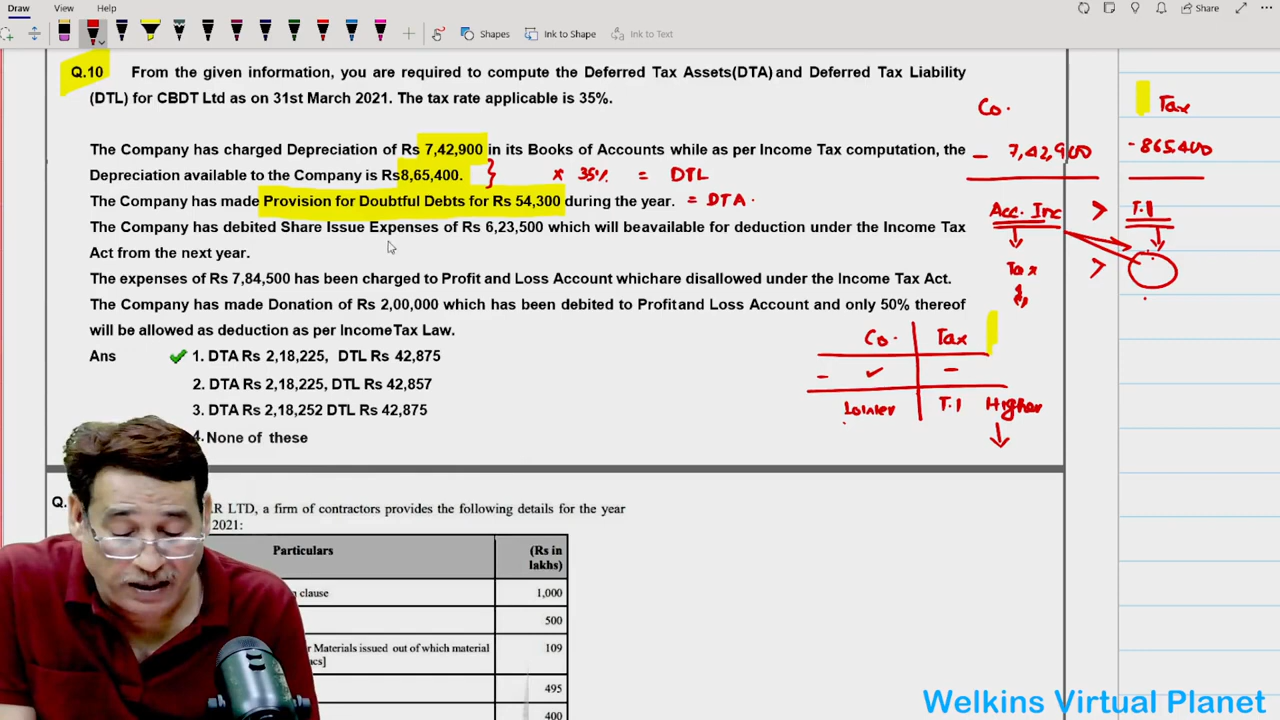 Draw View Help
Share
Shapes Ink to Shape Ink to Text
Q.10 From the given information, you are required to compute the Deferred Tax Assets(DTA) and Deferred Tax Liability
(DTL) for CBDT Ltd as on 31st March 2021. The tax rate applicable is 35%.
The Company has charged Depreciation of Rs 7,42,900 in its Books of Accounts while as per Income Tax computation, the
Depreciation available to the Company is Rs8,65,400. } × 35% = DTL
The Company has made Provision for Doubtful Debts for Rs 54,300 during the year. = DTA.
The Company has debited Share Issue Expenses of Rs 6,23,500 which will beavailable for deduction under the Income Tax
Act from the next year.
The expenses of Rs 7,84,500 has been charged to Profit and Loss Account whichare disallowed under the Income Tax Act.
The Company has made Donation of Rs 2,00,000 which has been debited to Profitand Loss Account and only 50% thereof
will be allowed as deduction as per IncomeTax Law.
Ans ✔ 1. DTA Rs 2,18,225, DTL Rs 42,875
2. DTA Rs 2,18,225, DTL Rs 42,857
3. DTA Rs 2,18,252 DTL Rs 42,875
4. None of these
Co. Tax
- 7,42,900 - 865400
Acc. Inc > T.I
Tax >
Co. Tax
- ✓ -
Lower T.I Higher
Q.
R LTD, a firm of contractors provides the following details for the year
2021:
Particulars (Rs in
lakhs)
clause 1,000
500
r Materials issued out of which material 109
495
400
Welkins Virtual Planet